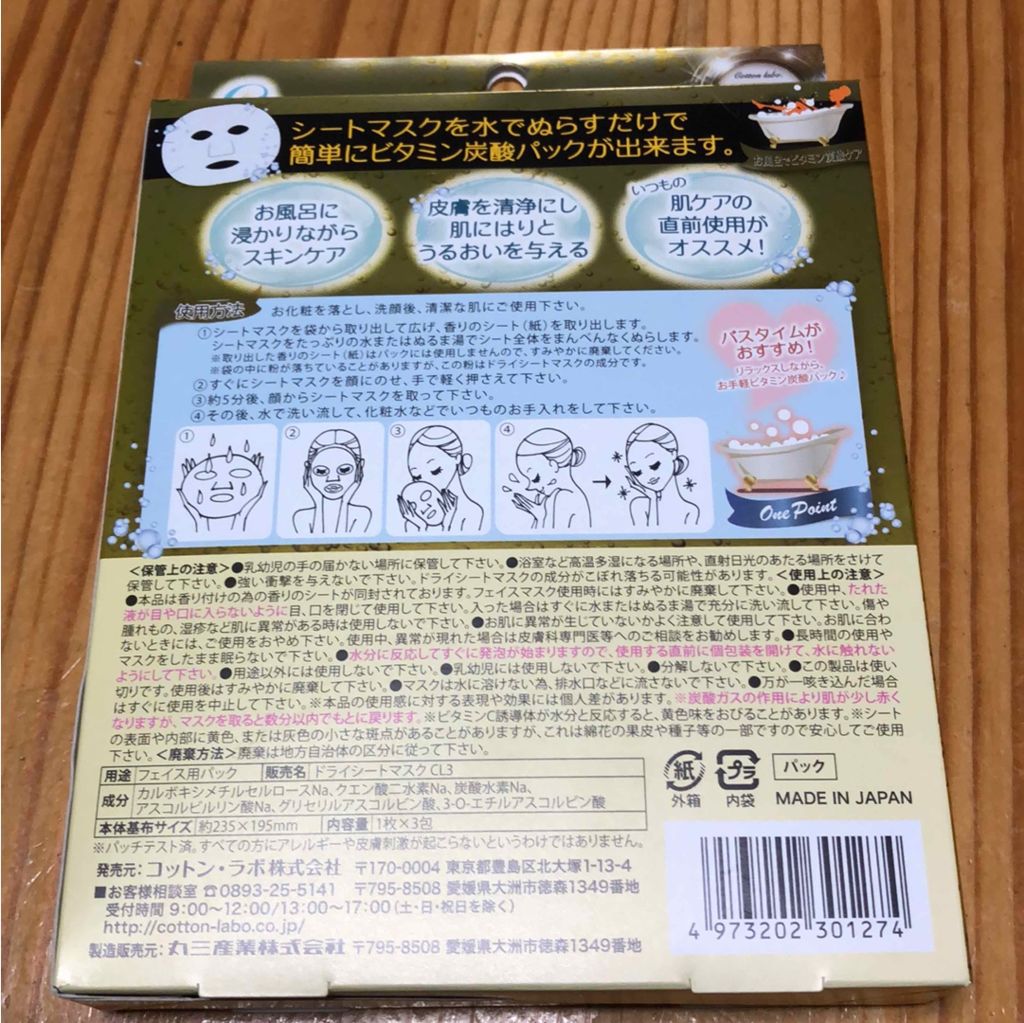 Cotton labo.
シートマスクを水でぬらすだけで
簡単にビタミン炭酸パックが出来ます。
お風呂でビタミン炭酸ケア
お風呂に
浸かりながら
スキンケア
皮膚を清浄にし
肌にはりと
うるおいを与える
いつもの
肌ケアの
直前使用が
オススメ!
使用方法
お化粧を落とし、洗顔後、清潔な肌にご使用下さい。
①シートマスクを袋から取り出して広げ、香りのシート(紙)を取り出します。
シートマスクをたっぷりの水またはぬるま湯でシート全体をまんべんなくぬらします。
※取り出した香りのシート(紙)はパックには使用しませんので、すみやかに廃棄してください。
※袋の中に粉が落ちていることがありますが、この粉はドライシートマスクの成分です。
②すぐにシートマスクを顔にのせ、手で軽く押さえて下さい。
③約5分後、顔からシートマスクを取って下さい。
④その後、水で洗い流して、化粧水などでいつものお手入れをして下さい。
バスタイムが
おすすめ!
リラックスしながら、
お手軽ビタミン炭酸パック♪
① ② ③ ④
One Point
<保管上の注意>●乳幼児の手の届かない場所に保管して下さい。●浴室など高温多湿になる場所や、直射日光のあたる場所をさけて
保管して下さい。●強い衝撃を与えないで下さい。ドライシートマスクの成分がこぼれ落ちる可能性があります。<使用上の注意>
●本品は香り付けの為の香りのシートが同封されております。フェイスマスク使用時にはすみやかに廃棄して下さい。●使用中、たれた
液が目や口に入らないように目、口を閉じて使用して下さい。入った場合はすぐに水またはぬるま湯で充分に洗い流して下さい。傷や
腫れもの、湿疹など肌に異常がある時は使用しないで下さい。●お肌に異常が生じていないかよく注意して使用して下さい。お肌に合わ
ないときには、ご使用をおやめ下さい。使用中、異常が現れた場合は皮膚科専門医等へのご相談をお勧めします。●長時間の使用や
マスクをしたまま眠らないで下さい。●水分に反応してすぐに発泡が始まりますので、使用する直前に個包装を開けて、水に触れない
ようにして下さい。●用途以外には使用しないで下さい。●乳幼児には使用しないで下さい。●分解しないで下さい。●この製品は使い
切りです。使用後はすみやかに廃棄して下さい。●マスクは水に溶けない為、排水口などに流さないで下さい。●万が一咳き込んだ場合
はすぐに使用を中止して下さい。※本品の使用感に対する表現や効果には個人差があります。※炭酸ガスの作用により肌が少し赤く
なりますが、マスクを取ると数分以内でもとに戻ります。※ビタミンC誘導体が水分と反応すると、黄色味をおびることがあります。※シート
の表面や内部に黄色、または灰色の小さな斑点があることがありますが、これは綿花の果皮や種子等の一部ですので安心してご使用
下さい。<廃棄方法>廃棄は地方自治体の区分に従って下さい。
用途 フェイス用パック 販売名 ドライシートマスク CL3
成分 カルボキシメチルセルロースNa、クエン酸二水素Na、炭酸水素Na、
アスコルビルリン酸Na、グリセリルアスコルビン酸、3-O-エチルアスコルビン酸
本体基布サイズ 約235×195mm 内容量 1枚×3包
※パッチテスト済。すべての方にアレルギーや皮膚刺激が起こらないというわけではありません。
紙 外箱
プラ 内袋
パック
MADE IN JAPAN
発売元:コットン・ラボ株式会社 〒170-0004 東京都豊島区北大塚1-13-4
■お客様相談室 ☎0893-25-5141 〒795-8508 愛媛県大洲市徳森1349番地
受付時間 9:00〜12:00/13:00〜17:00(土・日・祝日を除く)
http://cotton-labo.co.jp/
製造販売元:丸三産業株式会社 〒795-8508 愛媛県大洲市徳森1349番地
4 973202 301274